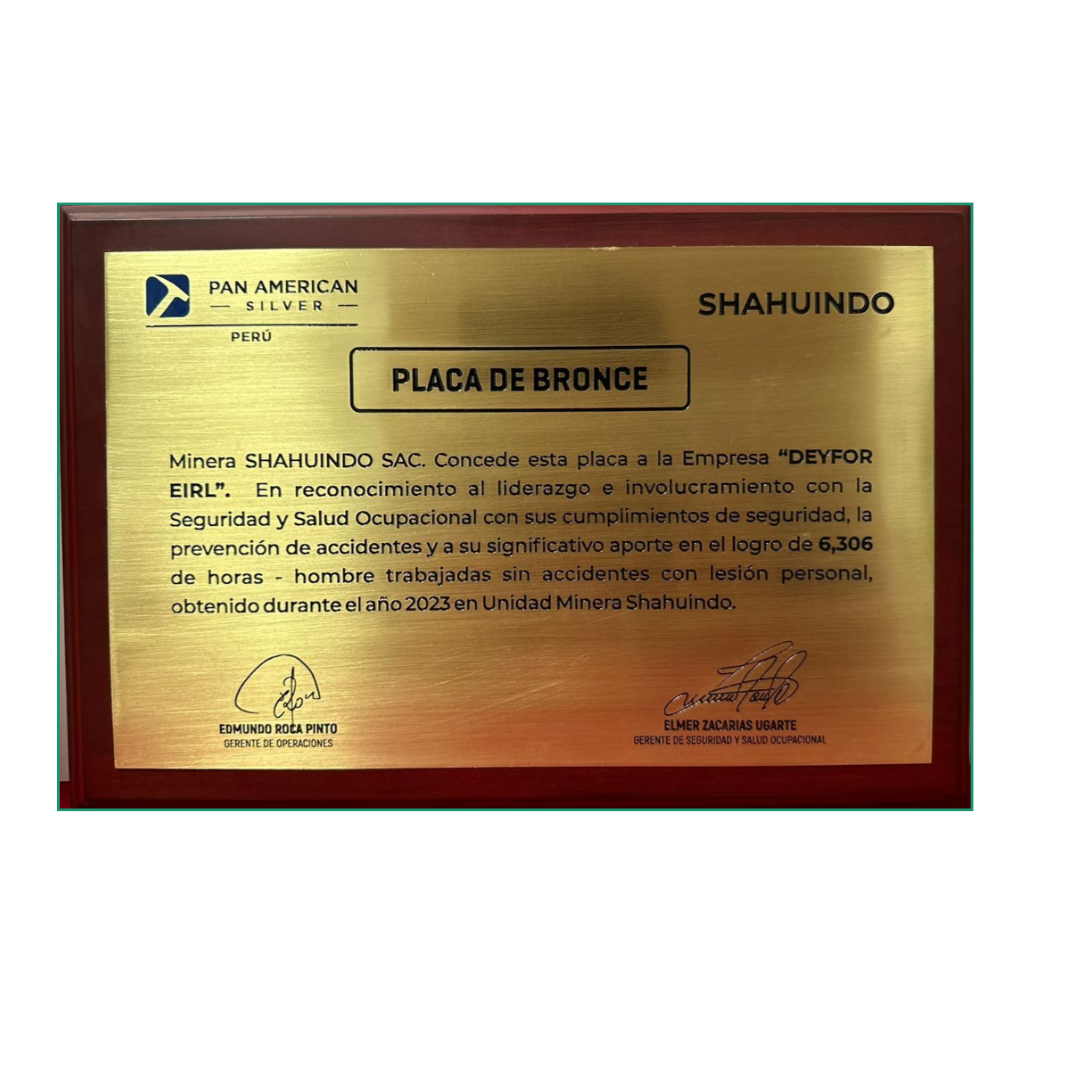 PAN AMERICAN
SILVER
PERÚ
SHAHUINDO
PLACA DE BRONCE
Minera SHAHUINDO SAC. Concede esta placa a la Empresa “DEYFOR
EIRL”. En reconocimiento al liderazgo e involucramiento con la
Seguridad y Salud Ocupacional con sus cumplimientos de seguridad, la
prevención de accidentes y a su significativo aporte en el logro de 6,306
de horas - hombre trabajadas sin accidentes con lesión personal,
obtenido durante el año 2023 en Unidad Minera Shahuindo.
EDMUNDO ROCA PINTO
GERENTE DE OPERACIONES
ELMER ZACARIAS UGARTE
GERENTE DE SEGURIDAD Y SALUD OCUPACIONAL